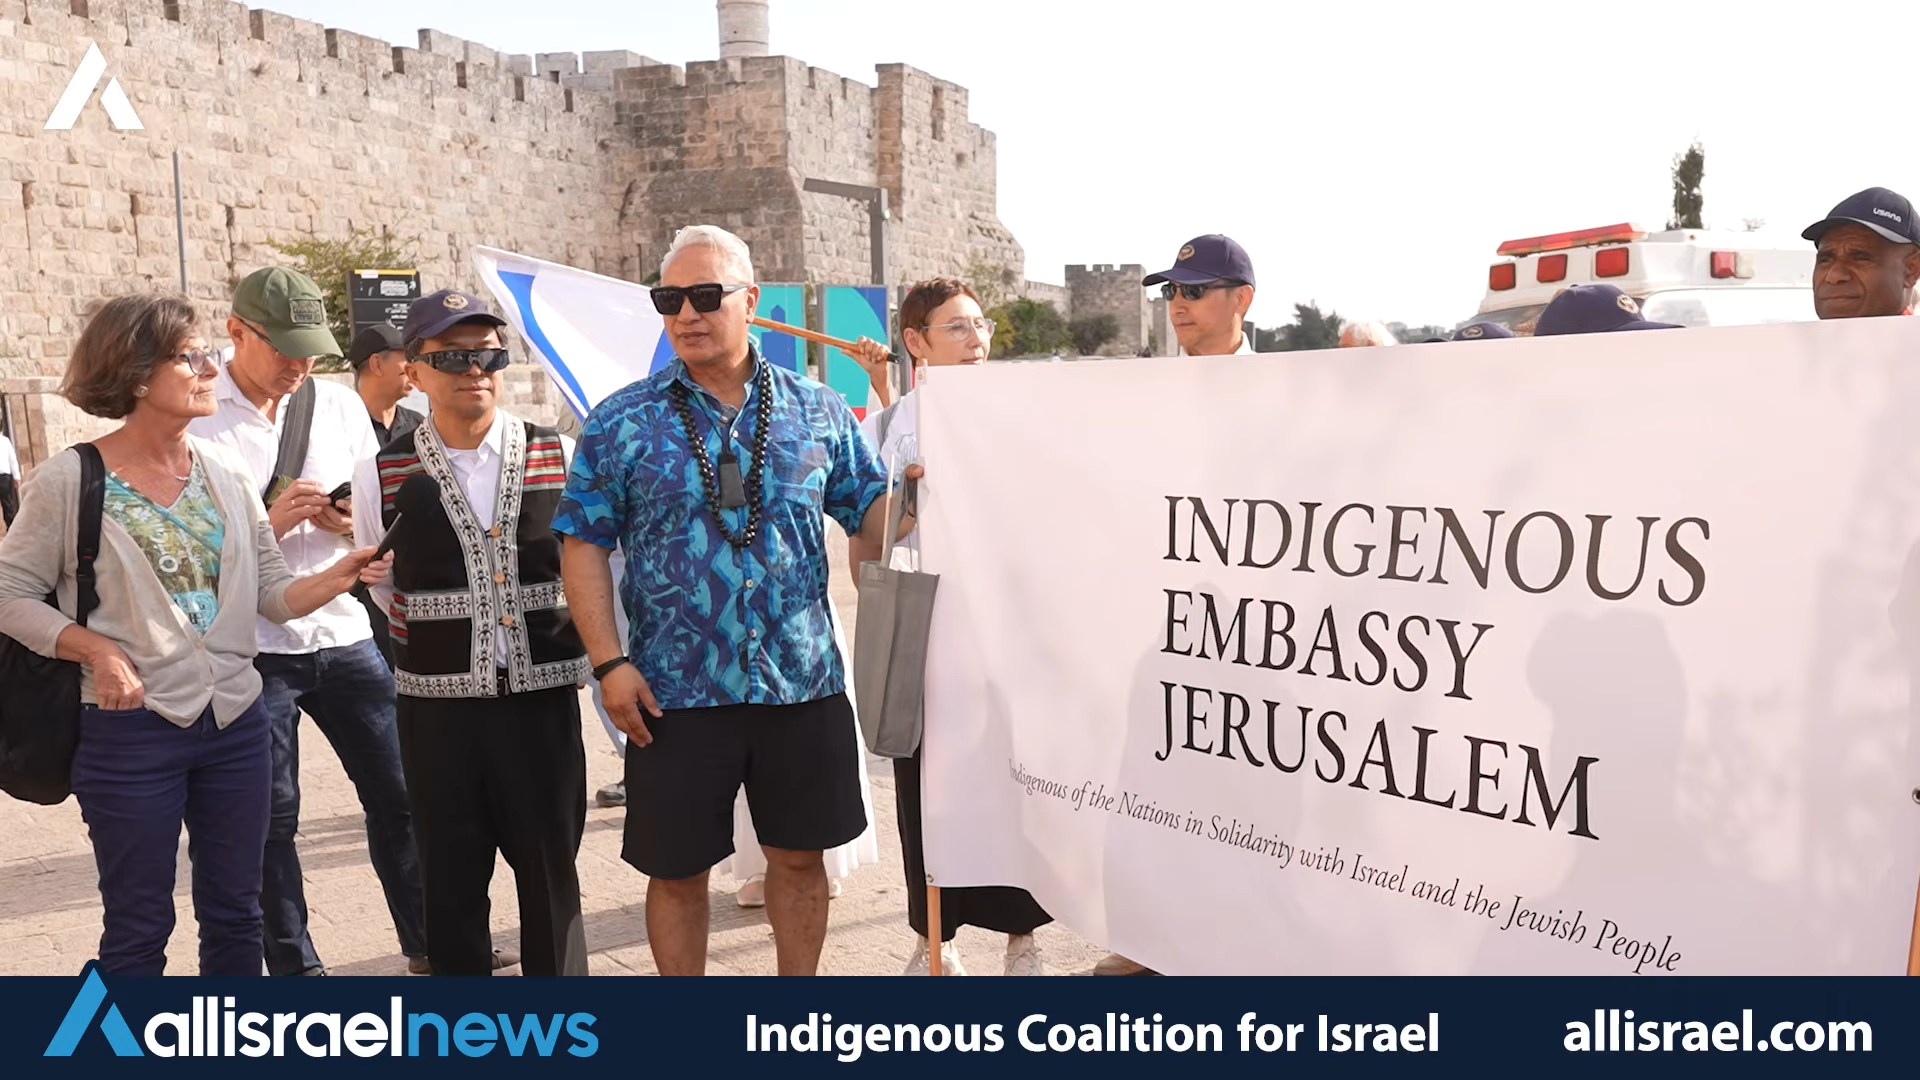 USANA
INDIGENOUS
EMBASSY
JERUSALEM
Indigenous of the Nations in Solidarity with Israel and the Jewish People
allisraelnews
Indigenous Coalition for Israel
allisrael.com